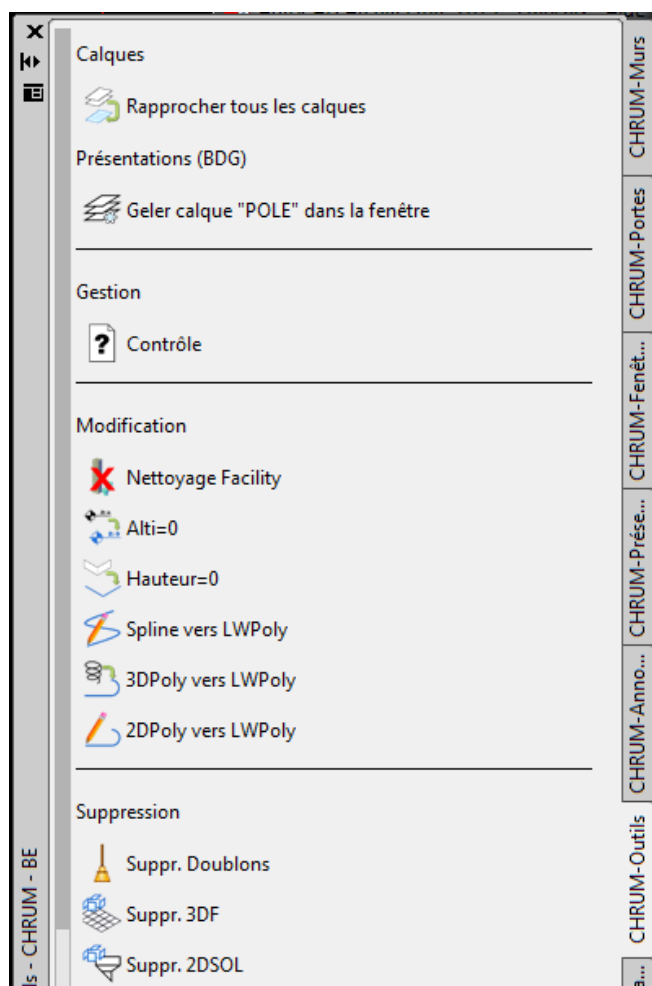 Calques
Rapprocher tous les calques
Présentations (BDG)
Geler calque "POLE" dans la fenêtre
Gestion
Contrôle
Modification
Nettoyage Facility
Alti=0
Hauteur=0
Spline vers LWPoly
3DPoly vers LWPoly
2DPoly vers LWPoly
Suppression
Suppr. Doublons
Suppr. 3DF
Suppr. 2DSOL
CHRUM-Murs
CHRUM-Portes
CHRUM-Fenêt...
CHRUM-Prése...
CHRUM-Anno...
CHRUM-Outils
- CHRUM - BE